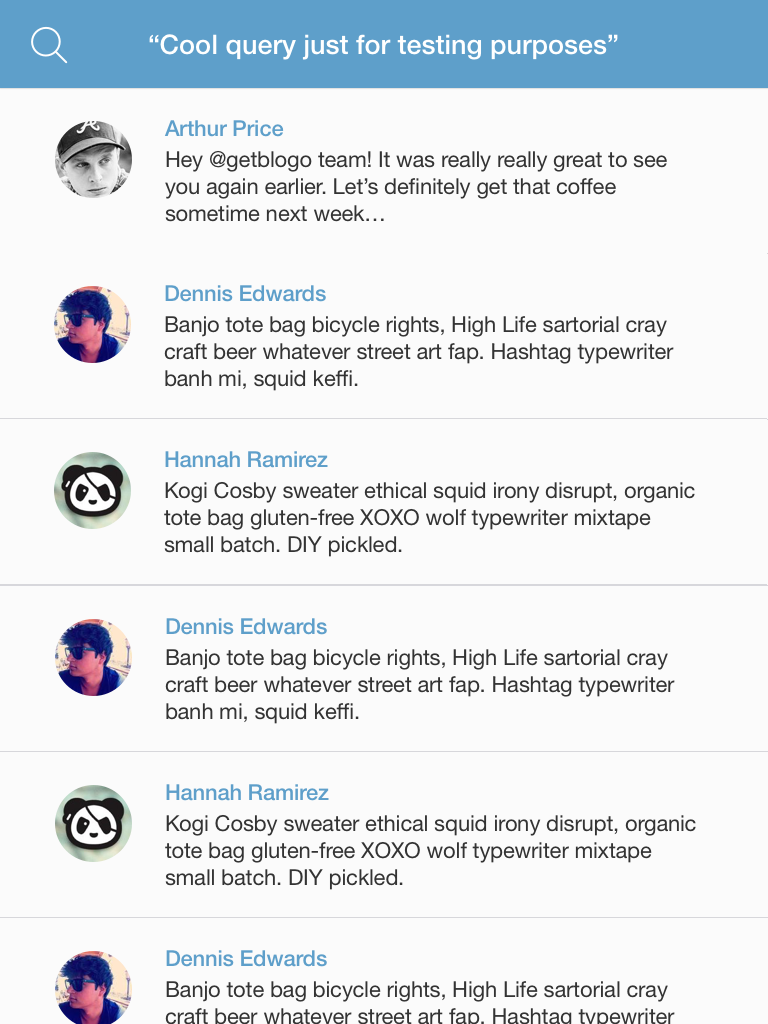 “Cool query just for testing purposes”
A
Arthur Price
Hey @getblogo team! It was really really great to see
you again earlier. Let’s definitely get that coffee
sometime next week…
Dennis Edwards
Banjo tote bag bicycle rights, High Life sartorial cray
craft beer whatever street art fap. Hashtag typewriter
banh mi, squid keffi.
Hannah Ramirez
Kogi Cosby sweater ethical squid irony disrupt, organic
tote bag gluten-free XOXO wolf typewriter mixtape
small batch. DIY pickled.
Dennis Edwards
Banjo tote bag bicycle rights, High Life sartorial cray
craft beer whatever street art fap. Hashtag typewriter
banh mi, squid keffi.
Hannah Ramirez
Kogi Cosby sweater ethical squid irony disrupt, organic
tote bag gluten-free XOXO wolf typewriter mixtape
small batch. DIY pickled.
Dennis Edwards
Banjo tote bag bicycle rights, High Life sartorial cray
craft beer whatever street art fap. Hashtag typewriter